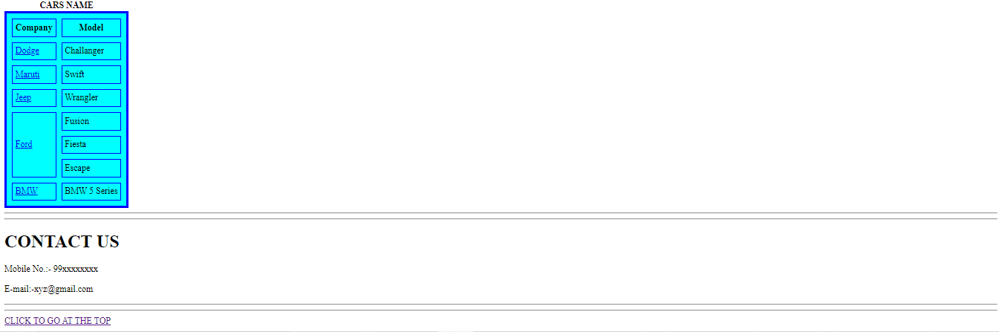 CARS NAME
Company Model
Dodge Challanger
Maruti Swift
Jeep Wrangler
Ford Fusion
Fiesta
Escape
BMW BMW 5 Series
CONTACT US
Mobile No.:- 99xxxxxxxx
E-mail:-xyz@gmail.com
CLICK TO GO AT THE TOP